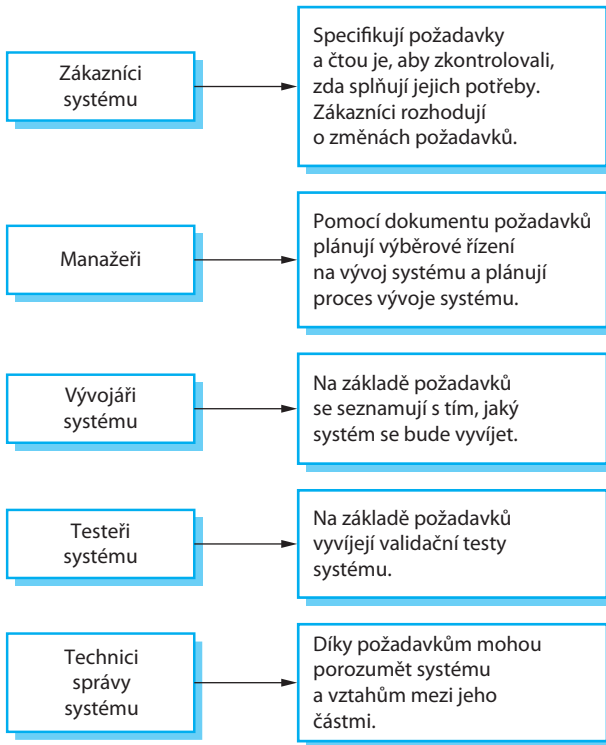 Zákazníci
systému
Specifikují požadavky
a čtou je, aby zkontrolovali,
zda splňují jejich potřeby.
Zákazníci rozhodují
o změnách požadavků.
Manažeři
Pomocí dokumentu požadavků
plánují výběrové řízení
na vývoj systému a plánují
proces vývoje systému.
Vývojáři
systému
Na základě požadavků
se seznamují s tím, jaký
systém se bude vyvíjet.
Testeři
systému
Na základě požadavků
vyvíjejí validační testy
systému.
Technici
správy
systému
Díky požadavkům mohou
porozumět systému
a vztahům mezi jeho
částmi.